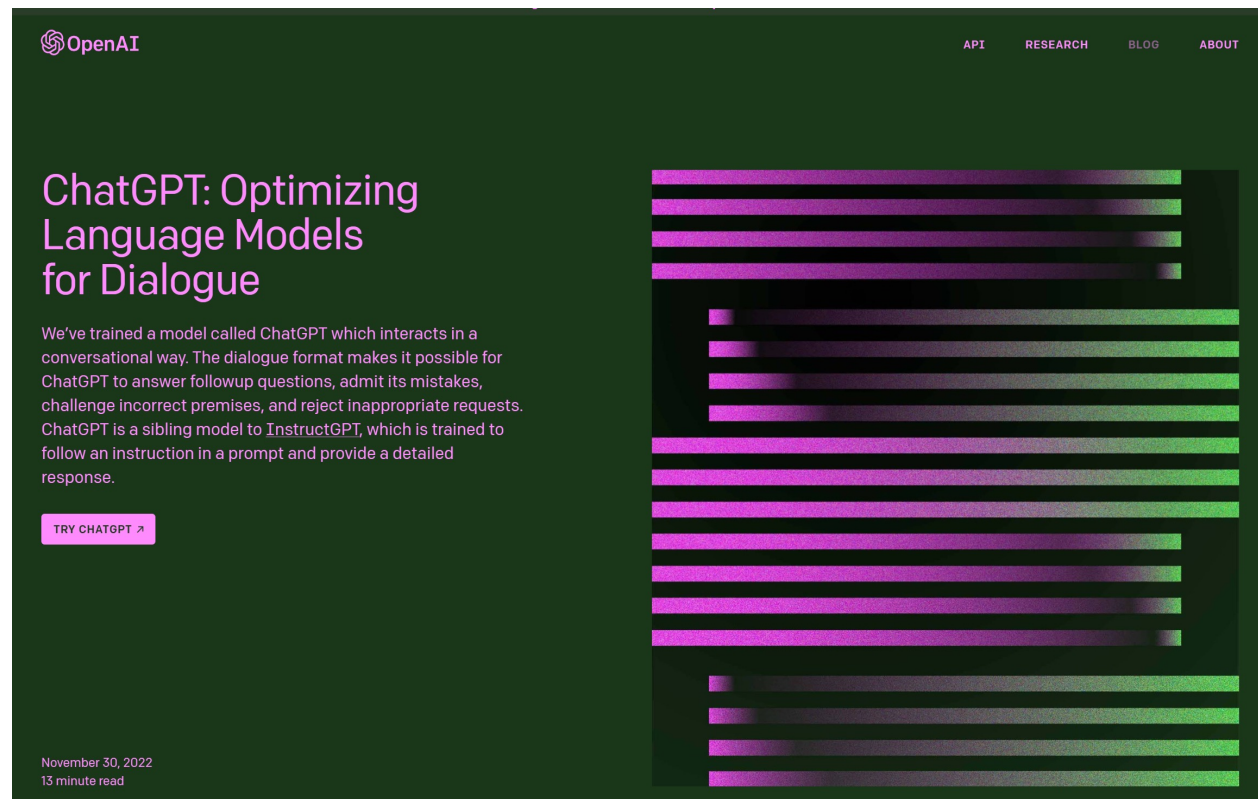 OpenAI
API RESEARCH BLOG ABOUT
ChatGPT: Optimizing
Language Models
for Dialogue
We’ve trained a model called ChatGPT which interacts in a
conversational way. The dialogue format makes it possible for
ChatGPT to answer followup questions, admit its mistakes,
challenge incorrect premises, and reject inappropriate requests.
ChatGPT is a sibling model to InstructGPT, which is trained to
follow an instruction in a prompt and provide a detailed
response.
TRY CHATGPT ↗
November 30, 2022
13 minute read